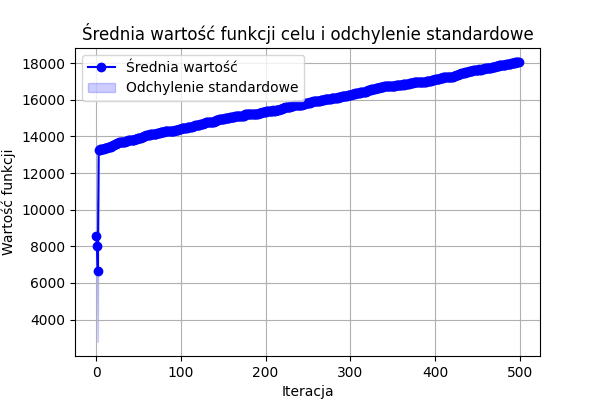 Średnia wartość funkcji celu i odchylenie standardowe
Średnia wartość
Odchylenie standardowe
Wartość funkcji
18000
16000
14000
12000
10000
8000
6000
4000
0 100 200 300 400 500
Iteracja